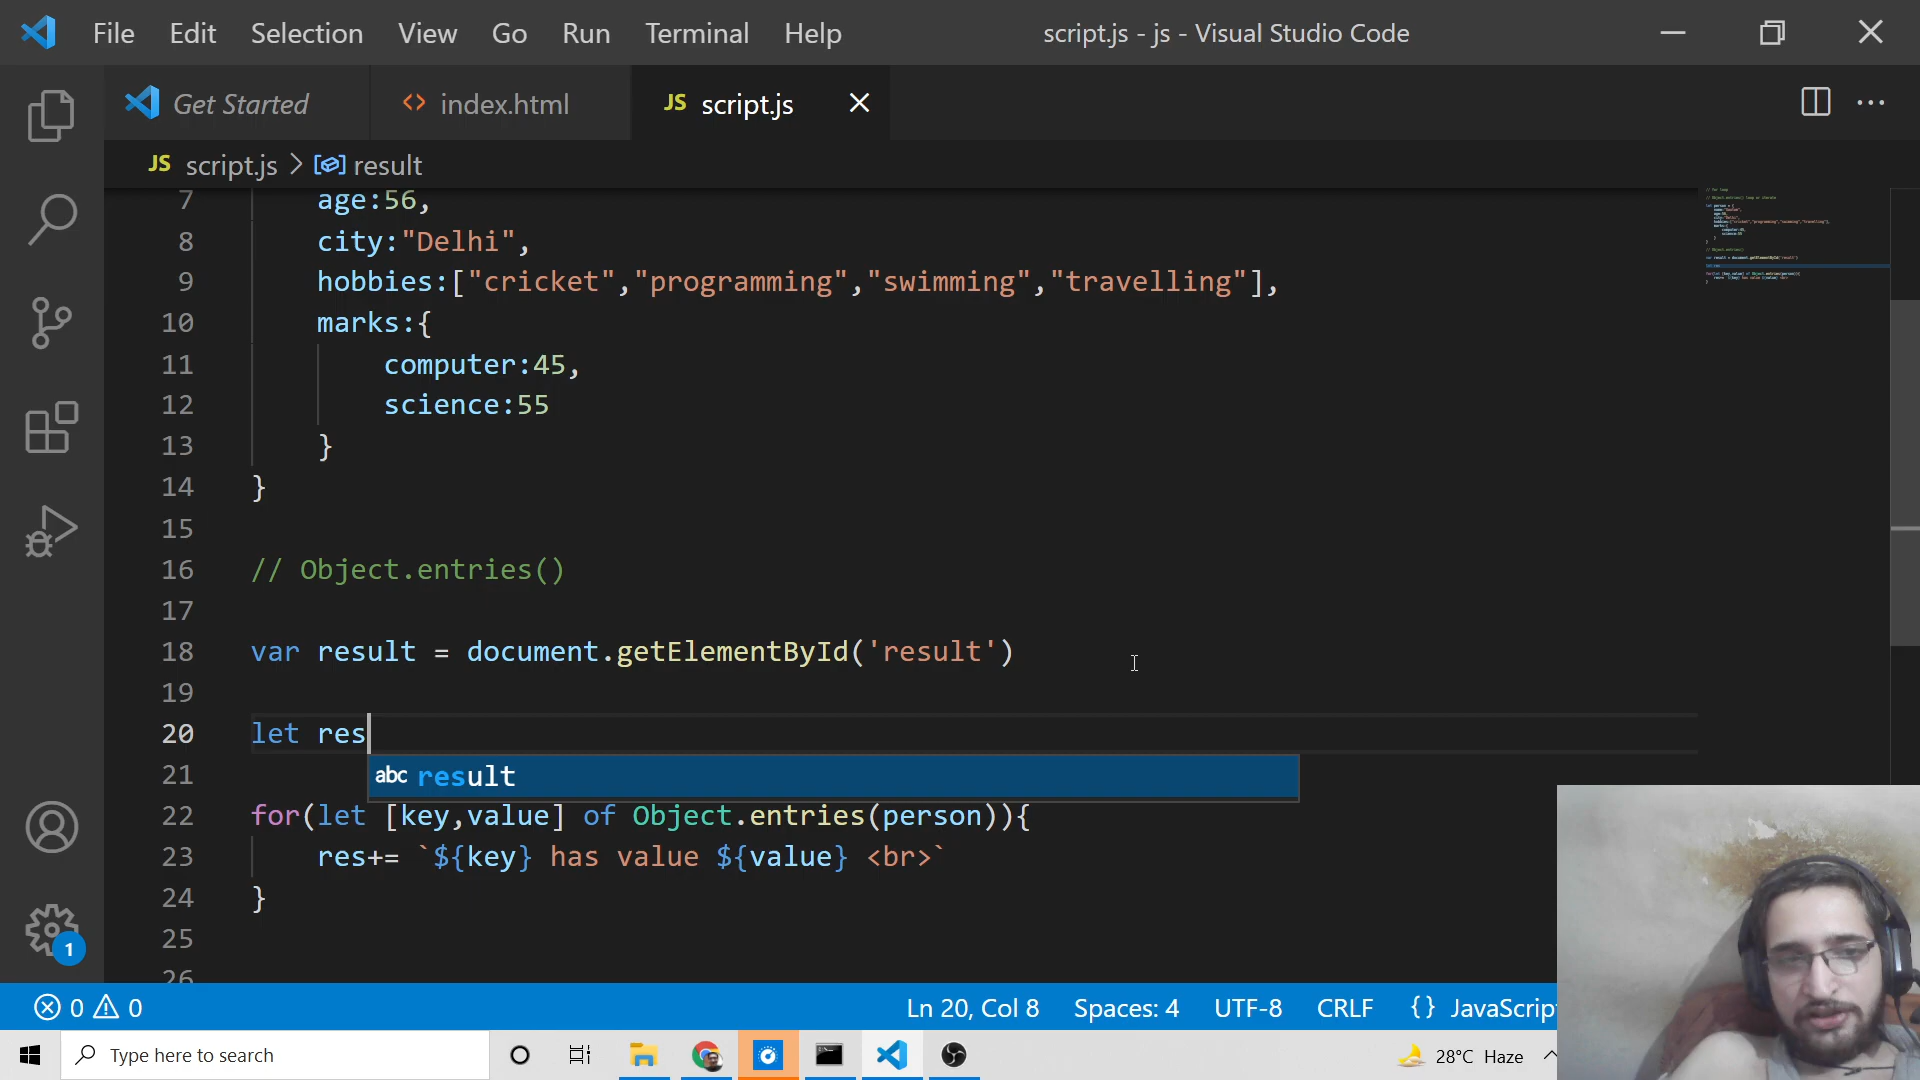 File Edit Selection View Go Run Terminal Help script.js - js - Visual Studio Code
Get Started index.html JS script.js
JS script.js > result
7 age:56,
8 city:"Delhi",
9 hobbies:["cricket","programming","swimming","travelling"],
10 marks:{
11 computer:45,
12 science:55
13 }
14 }
15
16 // Object.entries()
17
18 var result = document.getElementById('result')
19
20 let res
21 abc result
22 for(let [key,value] of Object.entries(person)){
23 res+= `${key} has value ${value} <br>`
24 }
25
26
1
0 0 Ln 20, Col 8 Spaces: 4 UTF-8 CRLF {} JavaScrip
Type here to search 28°C Haze